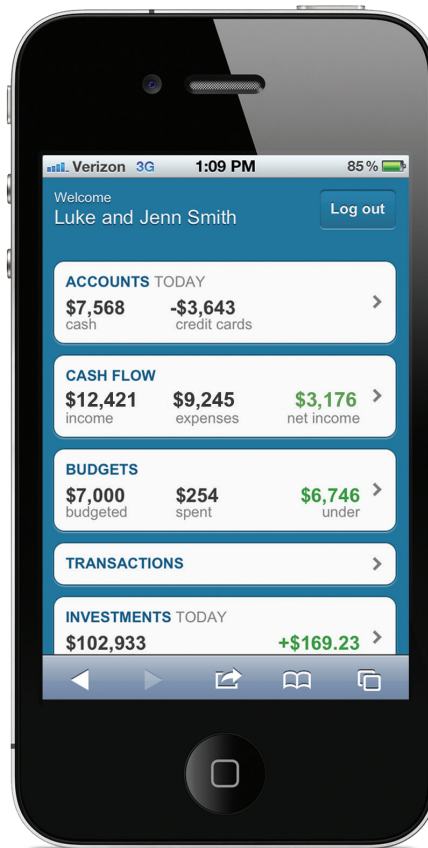 Verizon 3G 1:09 PM 85%
Welcome
Luke and Jenn Smith
Log out
ACCOUNTS TODAY
$7,568 -$3,643
cash credit cards
CASH FLOW
$12,421 $9,245 $3,176
income expenses net income
BUDGETS
$7,000 $254 $6,746
budgeted spent under
TRANSACTIONS
INVESTMENTS TODAY
$102,933 +$169.23